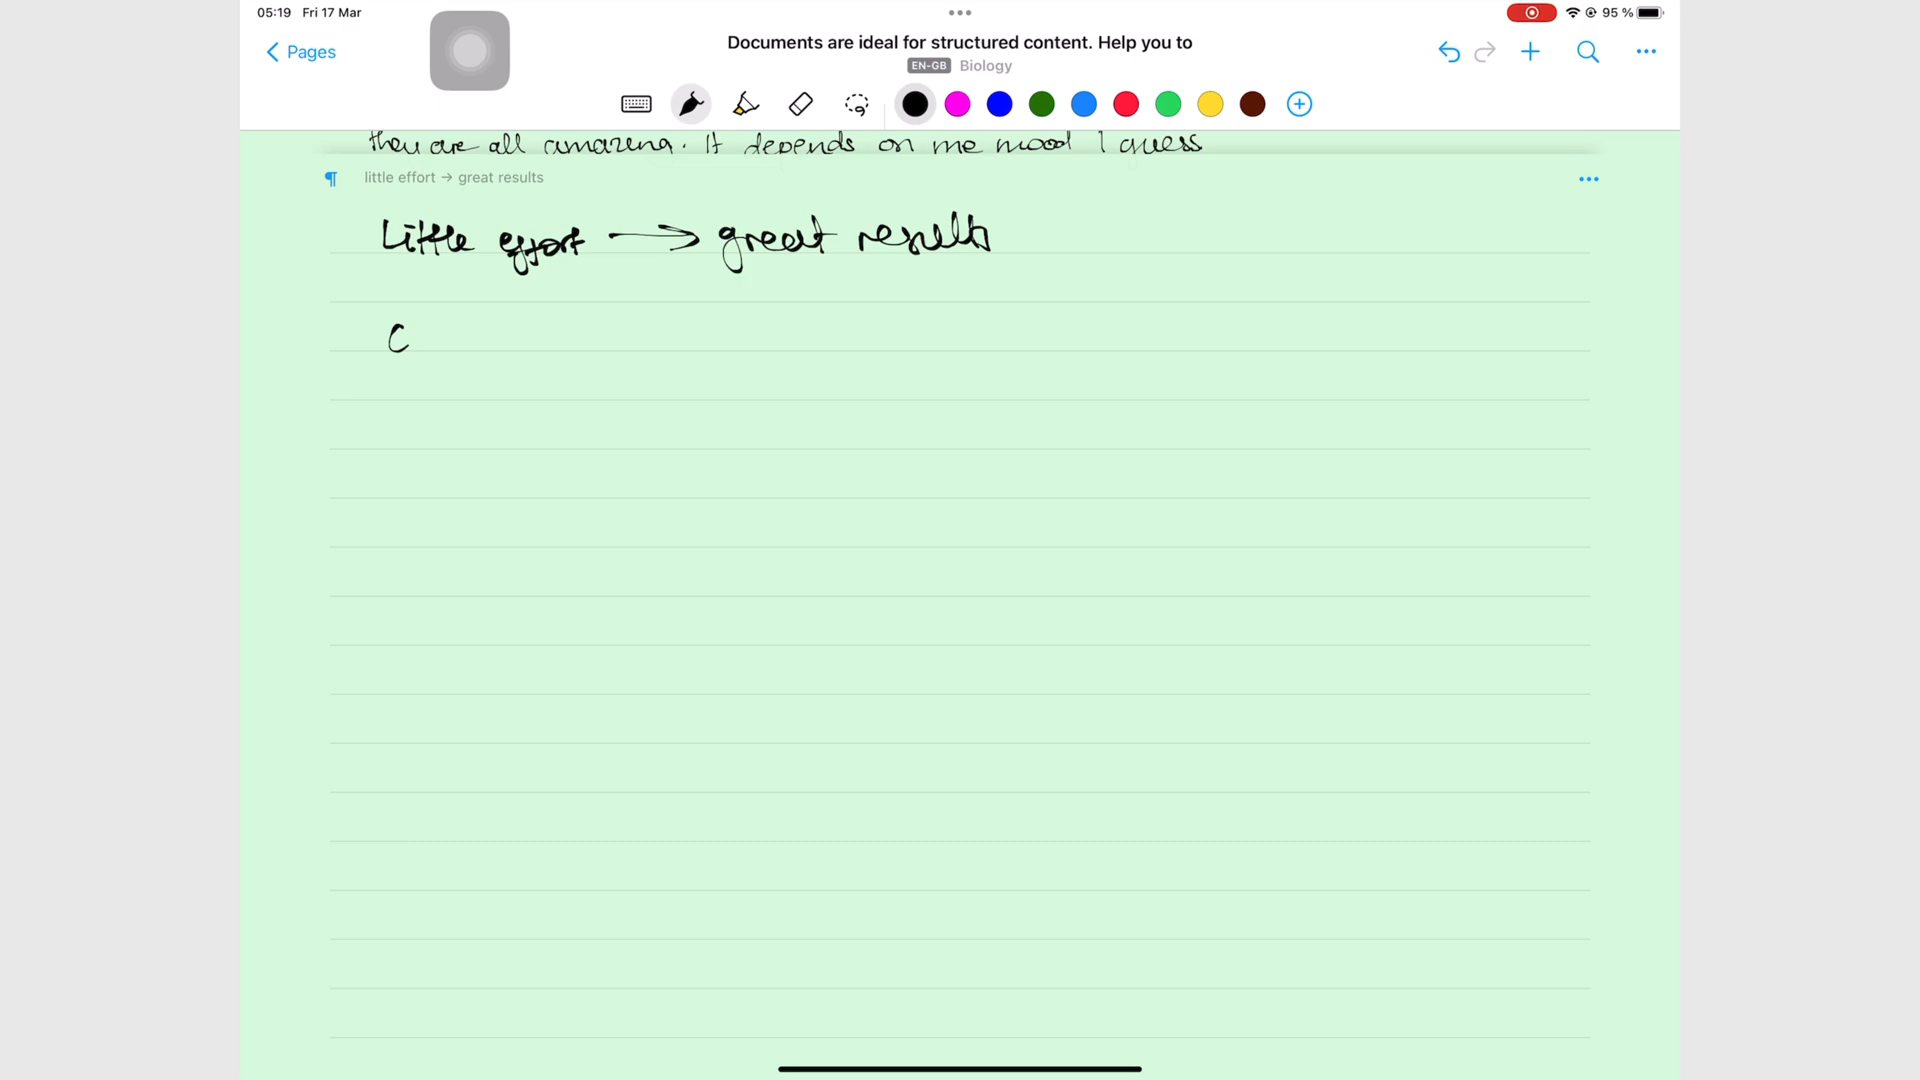 05:19 Fri 17 Mar
95 %
Pages
Documents are ideal for structured content. Help you to
EN-GB Biology
they are all amazing. It depends on me mood I guess
little effort → great results
Little effort → great results
C